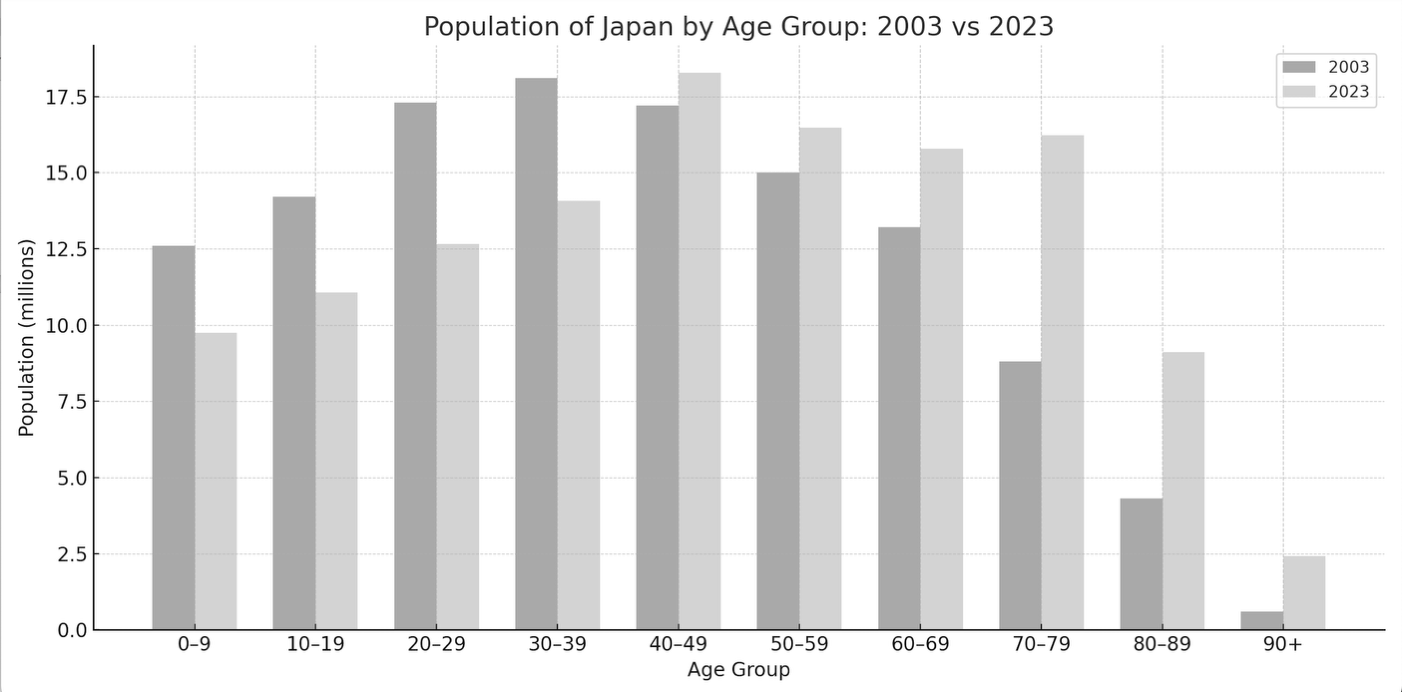 Population of Japan by Age Group: 2003 vs 2023
2003
2023
Population (millions)
17.5
15.0
12.5
10.0
7.5
5.0
2.5
0.0
0–9 10–19 20–29 30–39 40–49 50–59 60–69 70–79 80–89 90+
Age Group